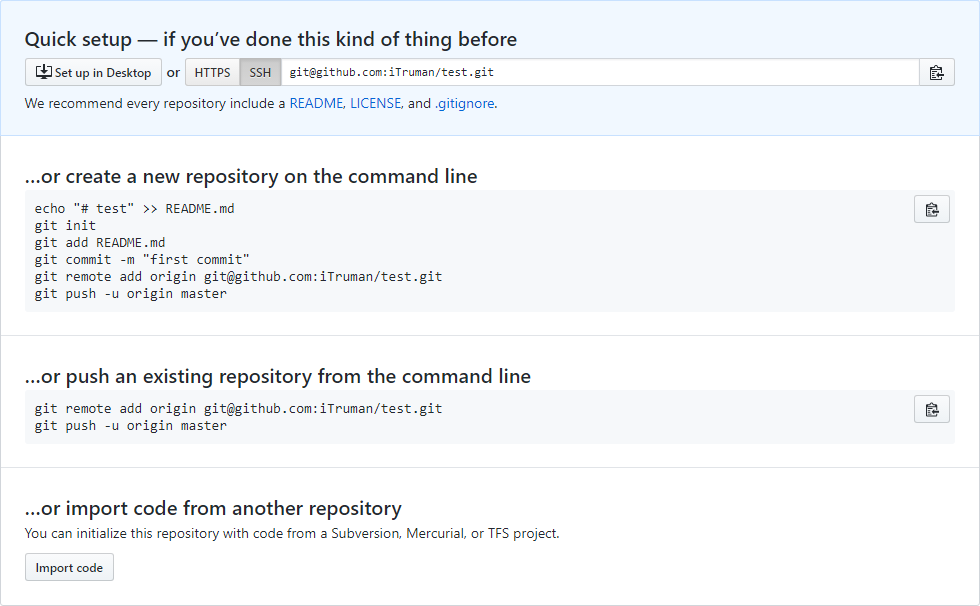 Quick setup — if you’ve done this kind of thing before
Set up in Desktop or HTTPS SSH git@github.com:iTruman/test.git
We recommend every repository include a README, LICENSE, and .gitignore.
…or create a new repository on the command line
echo "# test" >> README.md
git init
git add README.md
git commit -m "first commit"
git remote add origin git@github.com:iTruman/test.git
git push -u origin master
…or push an existing repository from the command line
git remote add origin git@github.com:iTruman/test.git
git push -u origin master
…or import code from another repository
You can initialize this repository with code from a Subversion, Mercurial, or TFS project.
Import code